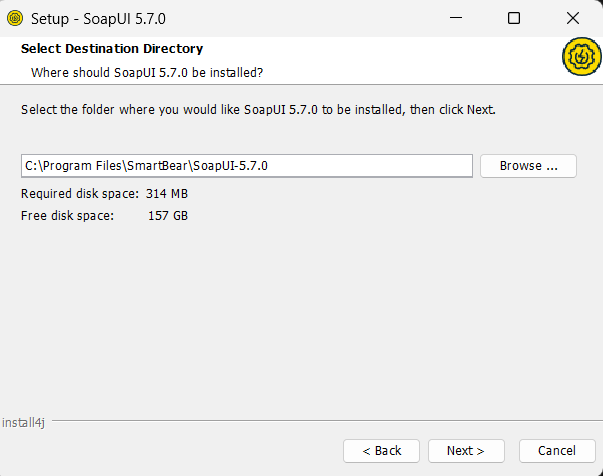 Setup - SoapUI 5.7.0
Select Destination Directory
Where should SoapUI 5.7.0 be installed?
Select the folder where you would like SoapUI 5.7.0 to be installed, then click Next.
C:\Program Files\SmartBear\SoapUI-5.7.0
Browse ...
Required disk space: 314 MB
Free disk space: 157 GB
install4j
< Back
Next >
Cancel